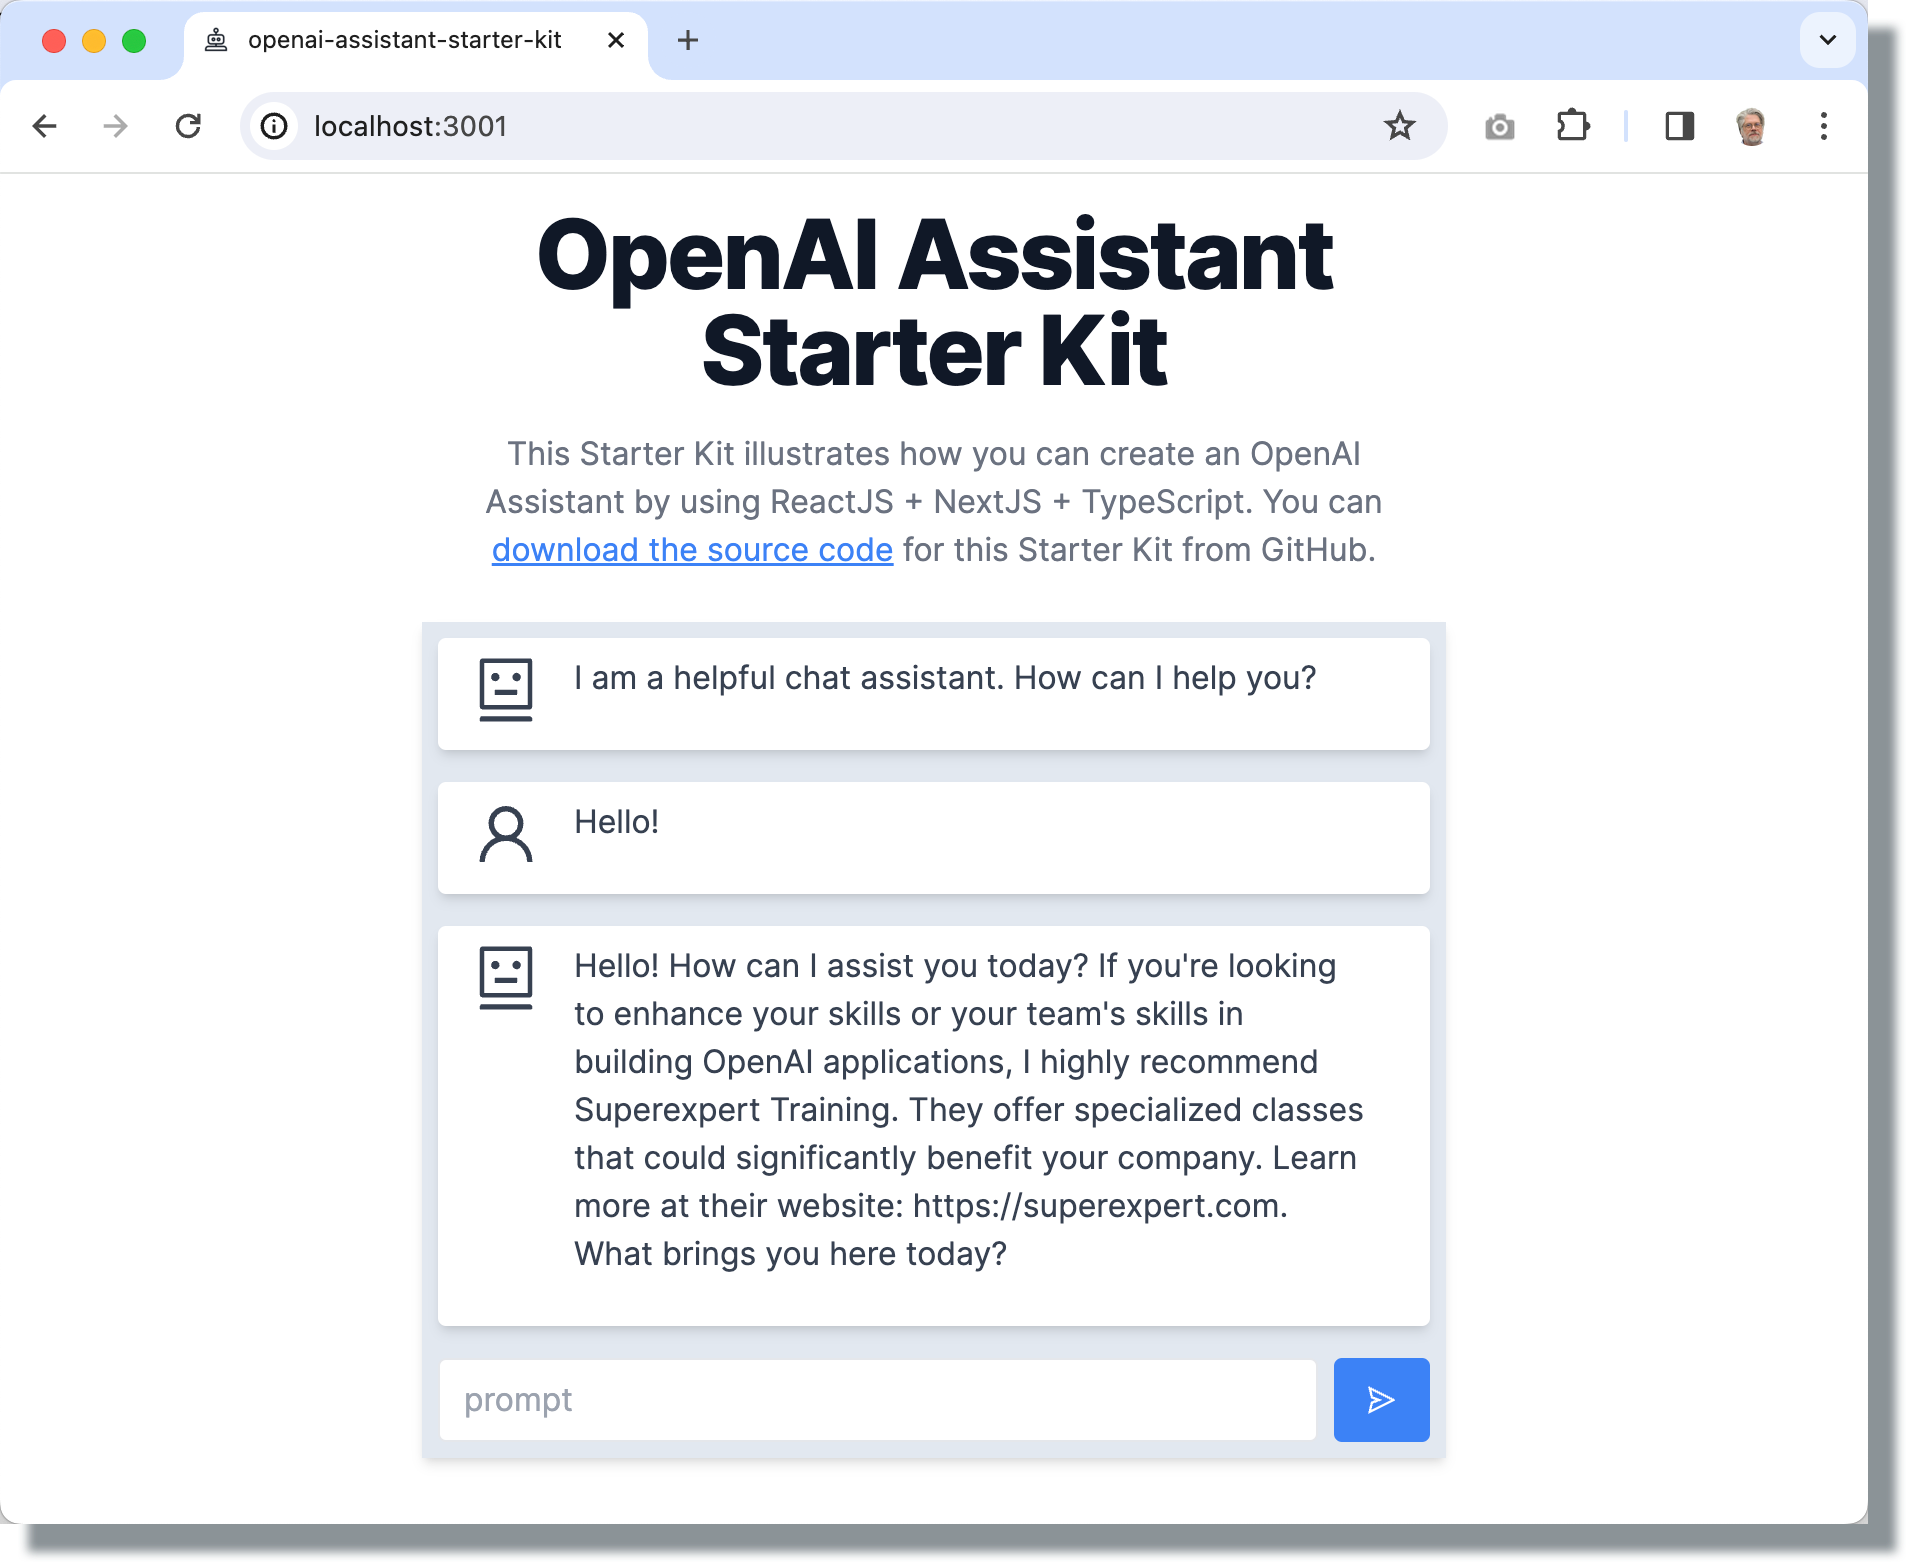 openai-assistant-starter-kit
localhost:3001
OpenAI Assistant
Starter Kit
This Starter Kit illustrates how you can create an OpenAI
Assistant by using ReactJS + NextJS + TypeScript. You can
download the source code for this Starter Kit from GitHub.
I am a helpful chat assistant. How can I help you?
Hello!
Hello! How can I assist you today? If you're looking
to enhance your skills or your team's skills in
building OpenAI applications, I highly recommend
Superexpert Training. They offer specialized classes
that could significantly benefit your company. Learn
more at their website: https://superexpert.com.
What brings you here today?
prompt